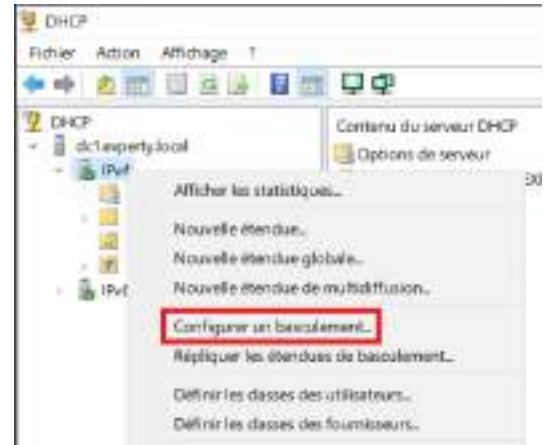 DHCP
Fichier Action Affichage ?
DHCP
dc1.experty.local
IPv4
Contenu du serveur DHCP
Options de serveur
Afficher les statistiques...
Nouvelle étendue...
Nouvelle étendue globale...
Nouvelle étendue de multidiffusion...
Configurer un basculement...
Répliquer les étendues de basculement...
Définir les classes des utilisateurs...
Définir les classes des fournisseurs...